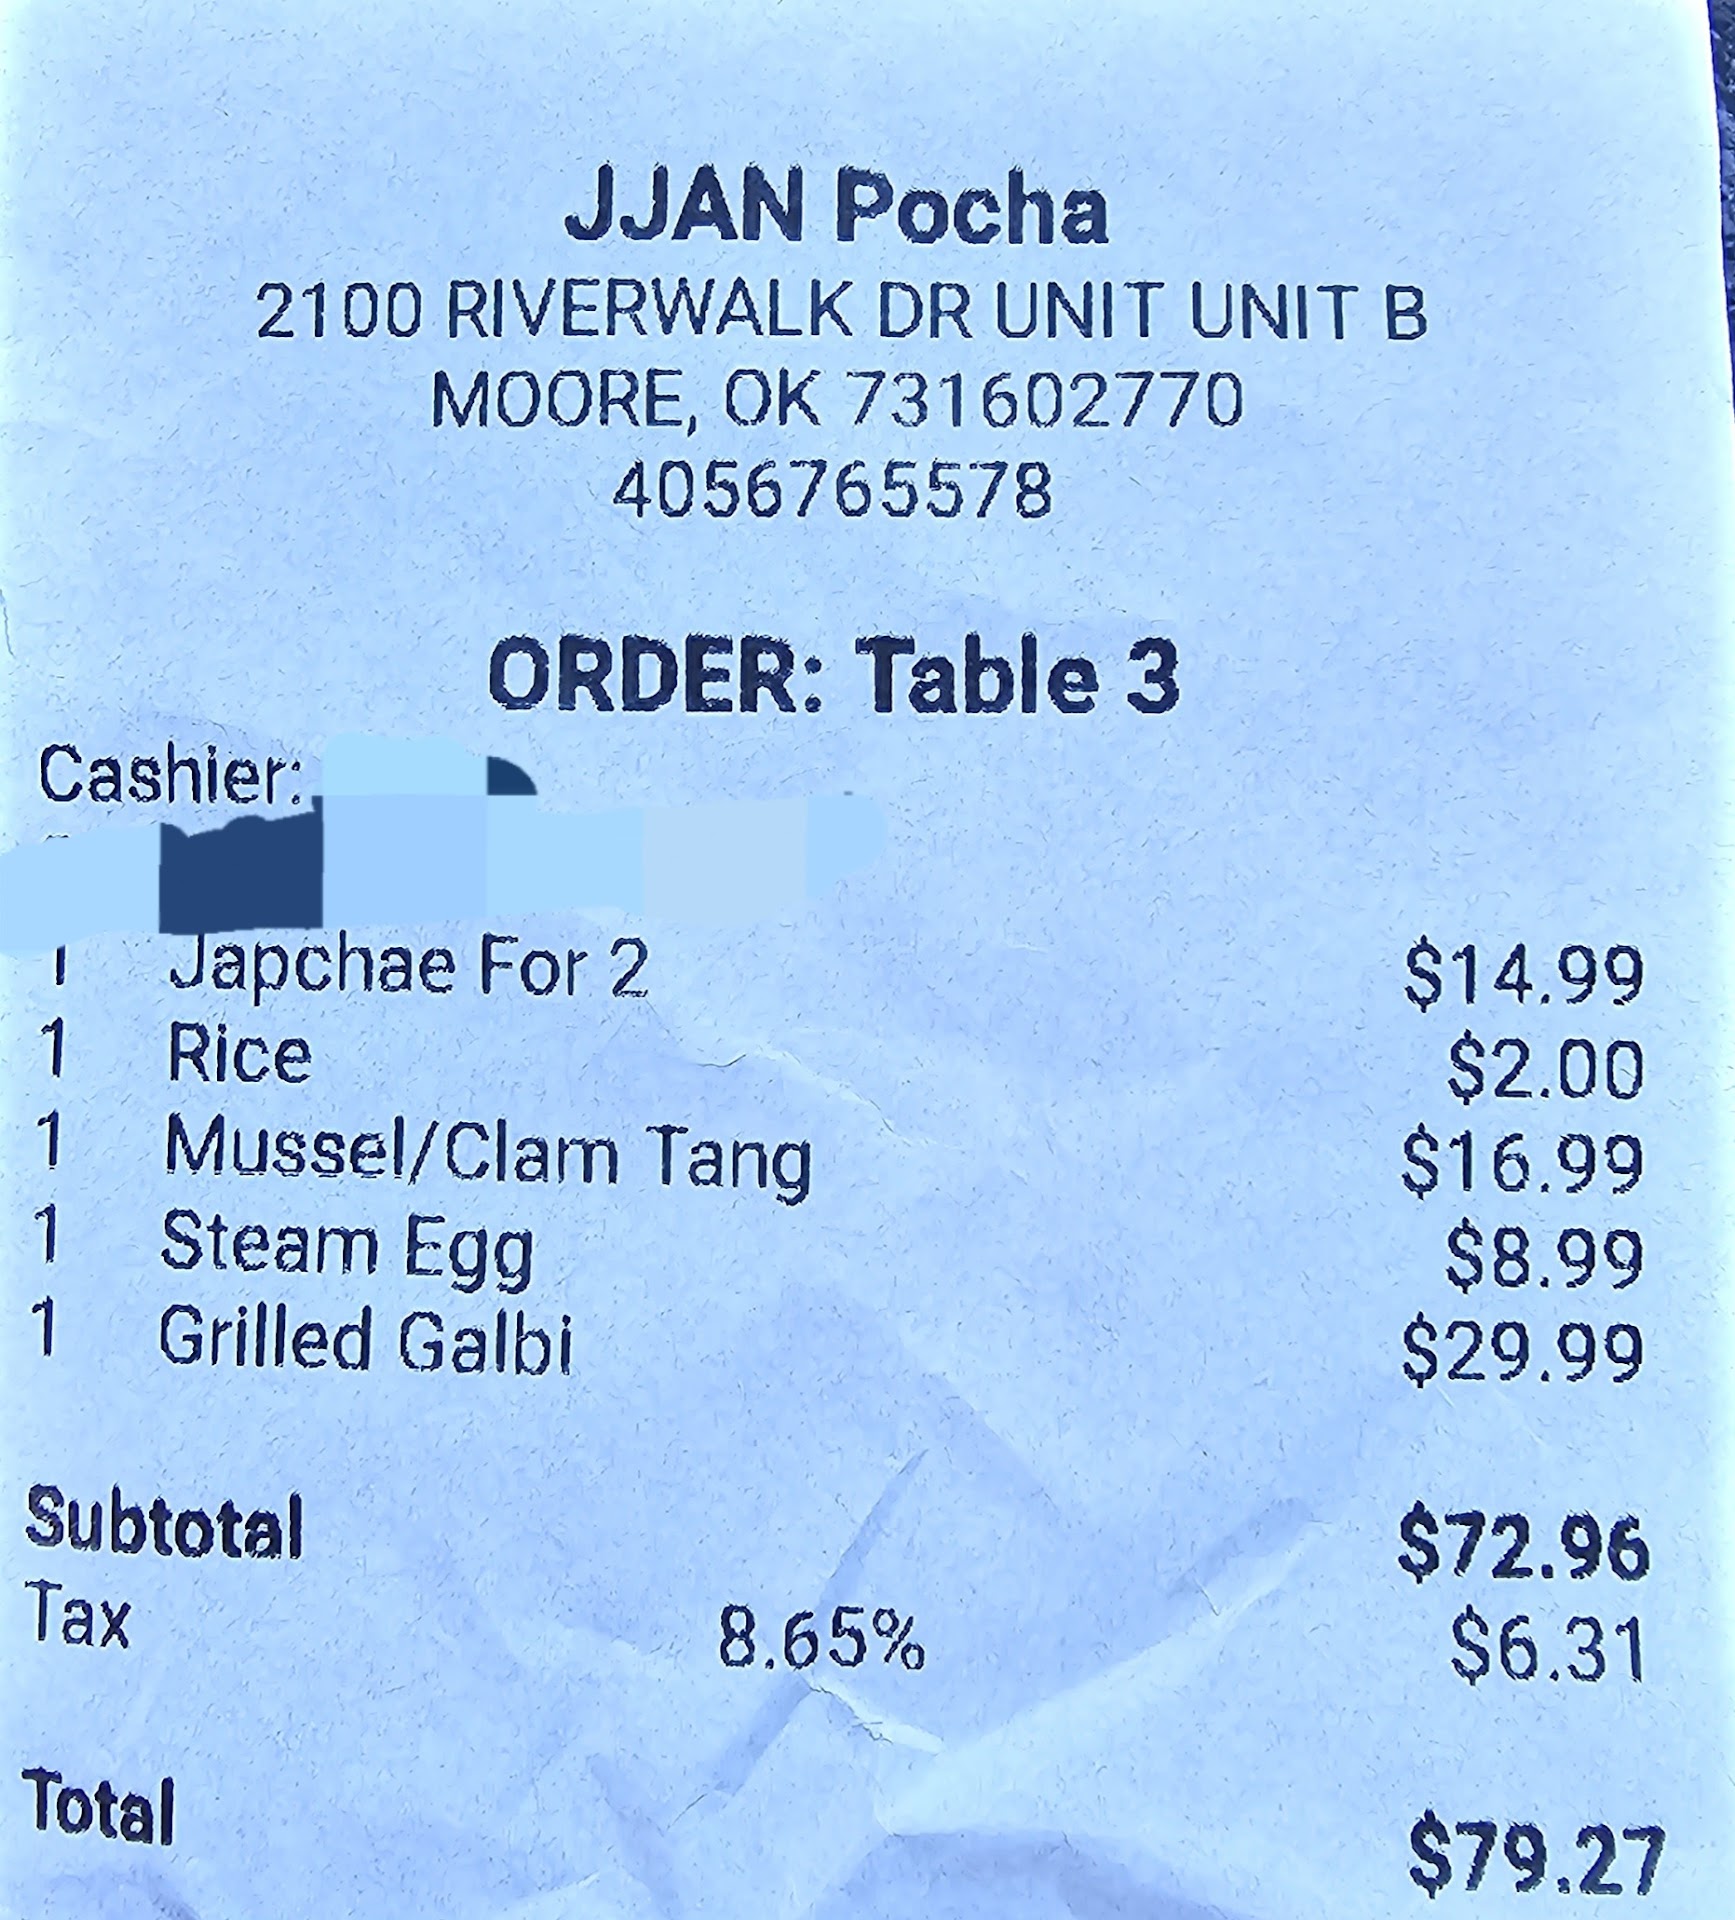 JJAN Pocha
2100 RIVERWALK DR UNIT UNIT B
MOORE, OK 731602770
4056765578
ORDER: Table 3
Cashier:
1 Japchae For 2 $14.99
1 Rice $2.00
1 Mussel/Clam Tang $16.99
1 Steam Egg $8.99
1 Grilled Galbi $29.99
Subtotal $72.96
Tax 8.65% $6.31
Total $79.27